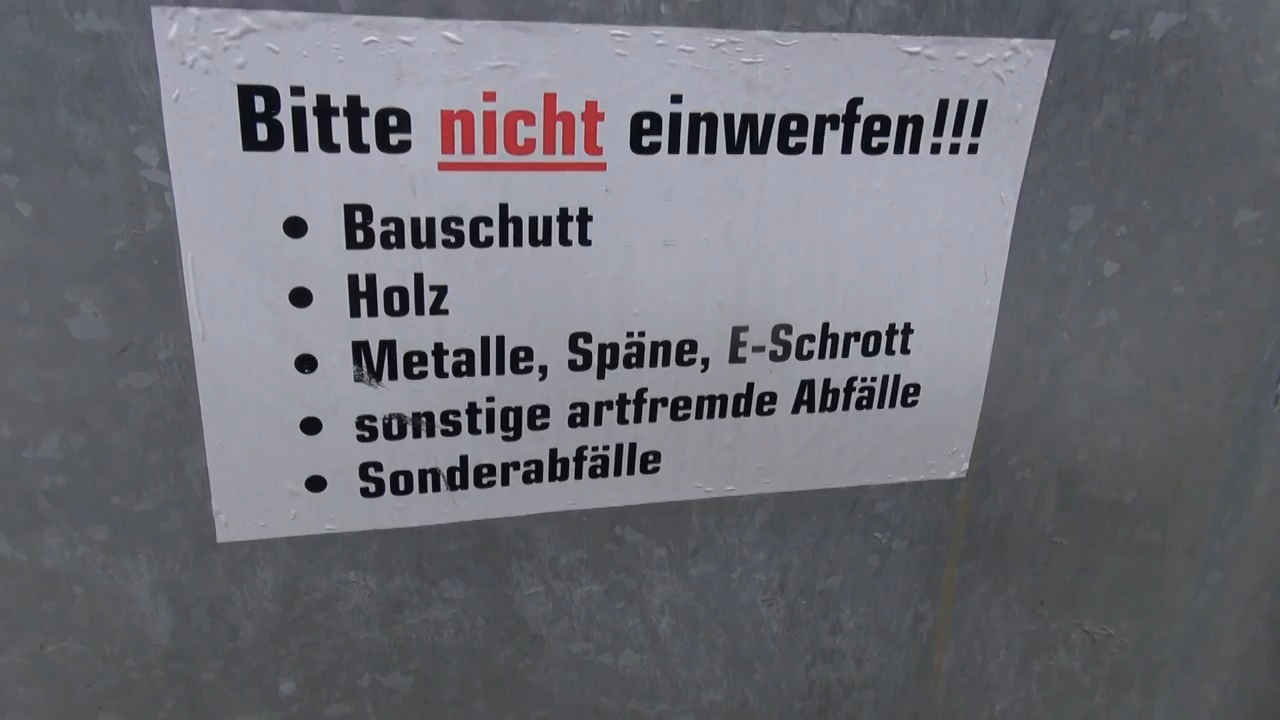 Bitte nicht einwerfen!!!
• Bauschutt
• Holz
• Metalle, Späne, E-Schrott
• sonstige artfremde Abfälle
• Sonderabfälle